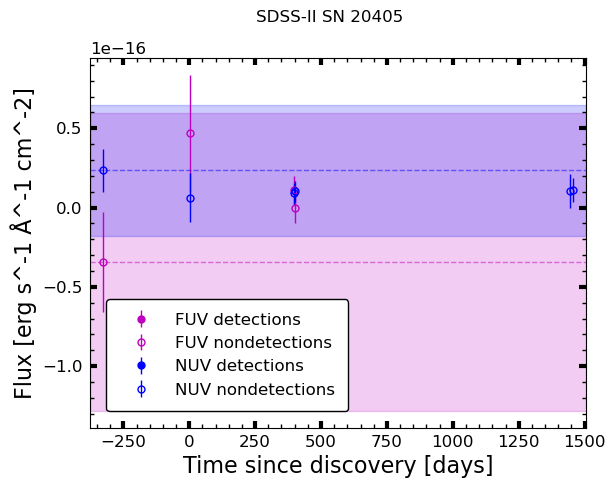 SDSS-II SN 20405
1e−16
0.5
0.0
−0.5
−1.0
Flux [erg s^-1 Å^-1 cm^-2]
FUV detections
FUV nondetections
NUV detections
NUV nondetections
−250 0 250 500 750 1000 1250 1500
Time since discovery [days]